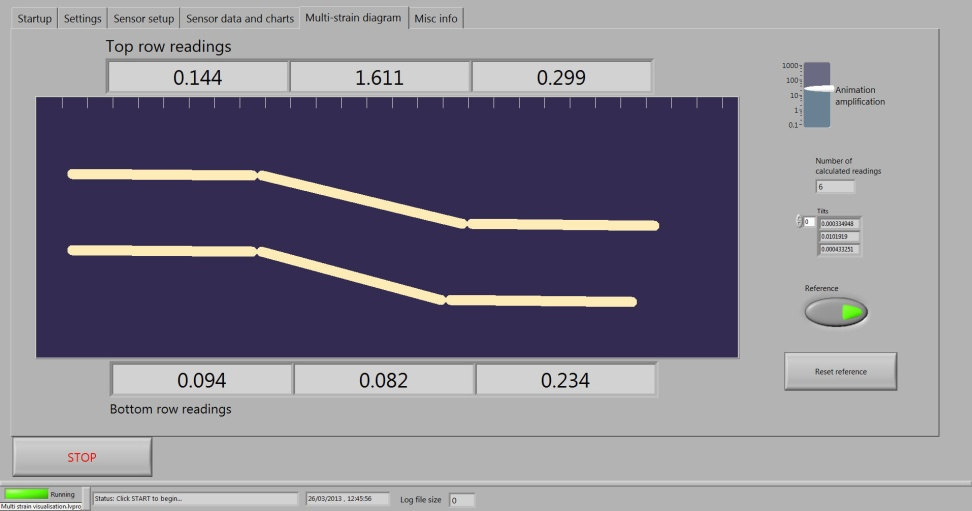 Startup Settings Sensor setup Sensor data and charts Multi-strain diagram Misc info
Top row readings
0.144 1.611 0.299
1000
100
10
1
0.1
Animation
amplification
Number of
calculated readings
6
Tilts
0
0.000334948
0.0101919
0.000433251
Reference
Reset reference
0.094 0.082 0.234
Bottom row readings
STOP
Running
Status: Click START to begin...
26/03/2013 , 12:45:56
Log file size 0
Multi strain visualisation.lvpro